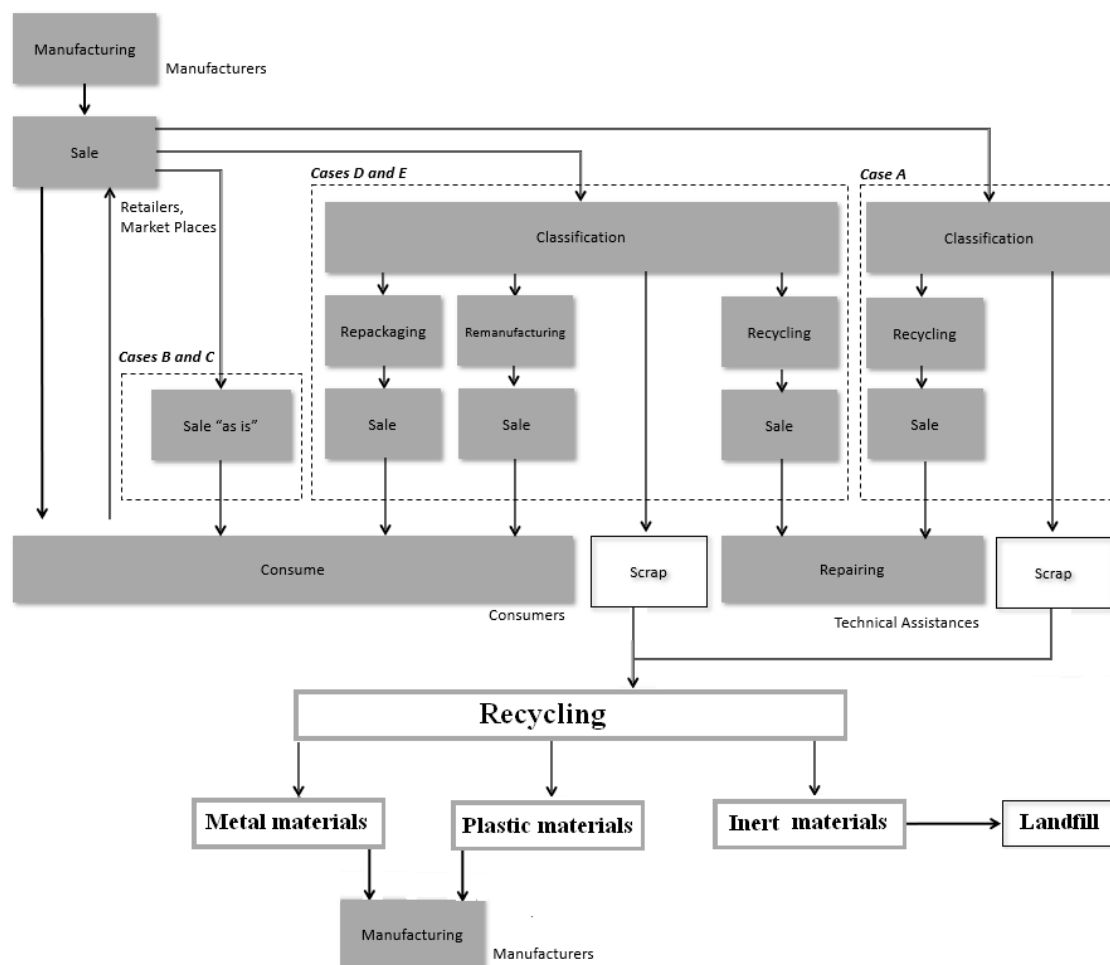 Manufacturing
Manufacturers
Sale
Retailers,
Market Places
Cases D and E
Case A
Classification
Classification
Repackaging
Remanufacturing
Recycling
Recycling
Cases B and C
Sale “as is”
Sale
Sale
Sale
Sale
Consume
Scrap
Repairing
Scrap
Consumers
Technical Assistances
Recycling
Metal materials
Plastic materials
Inert materials
Landfill
Manufacturing
Manufacturers